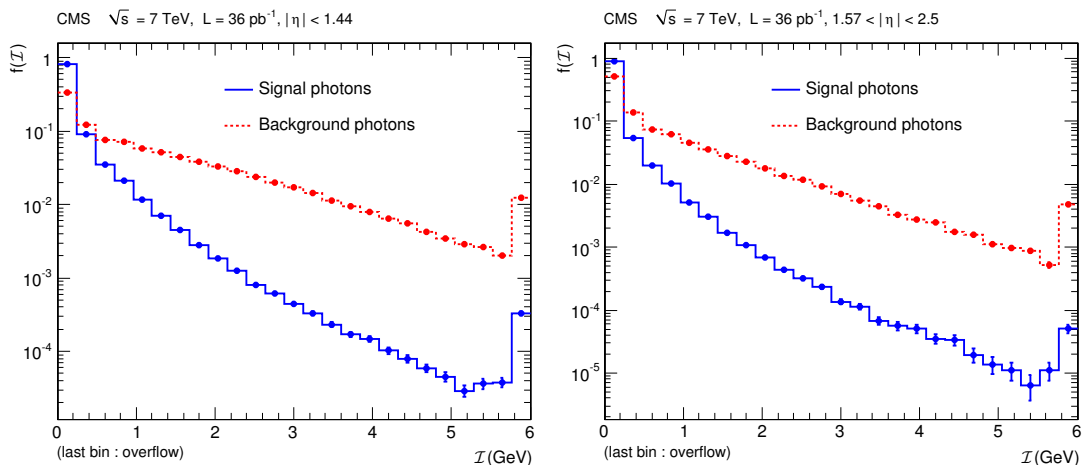 CMS √s = 7 TeV, L = 36 pb⁻¹, |η| < 1.44
f(ℐ)
1
10⁻¹
10⁻²
10⁻³
10⁻⁴
Signal photons
Background photons
0 1 2 3 4 5 6
(last bin : overflow) ℐ(GeV)
CMS √s = 7 TeV, L = 36 pb⁻¹, 1.57 < |η| < 2.5
f(ℐ)
1
10⁻¹
10⁻²
10⁻³
10⁻⁴
10⁻⁵
Signal photons
Background photons
0 1 2 3 4 5 6
(last bin : overflow) ℐ(GeV)